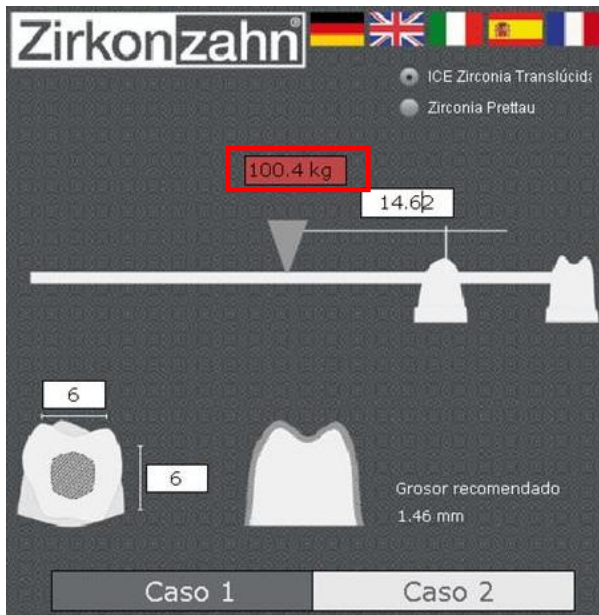 Zirkonzahn®
ICE Zirconia Translúcida
Zirconia Prettau
100.4 kg
14.62
6
6
Grosor recomendado
1.46 mm
Caso 1
Caso 2